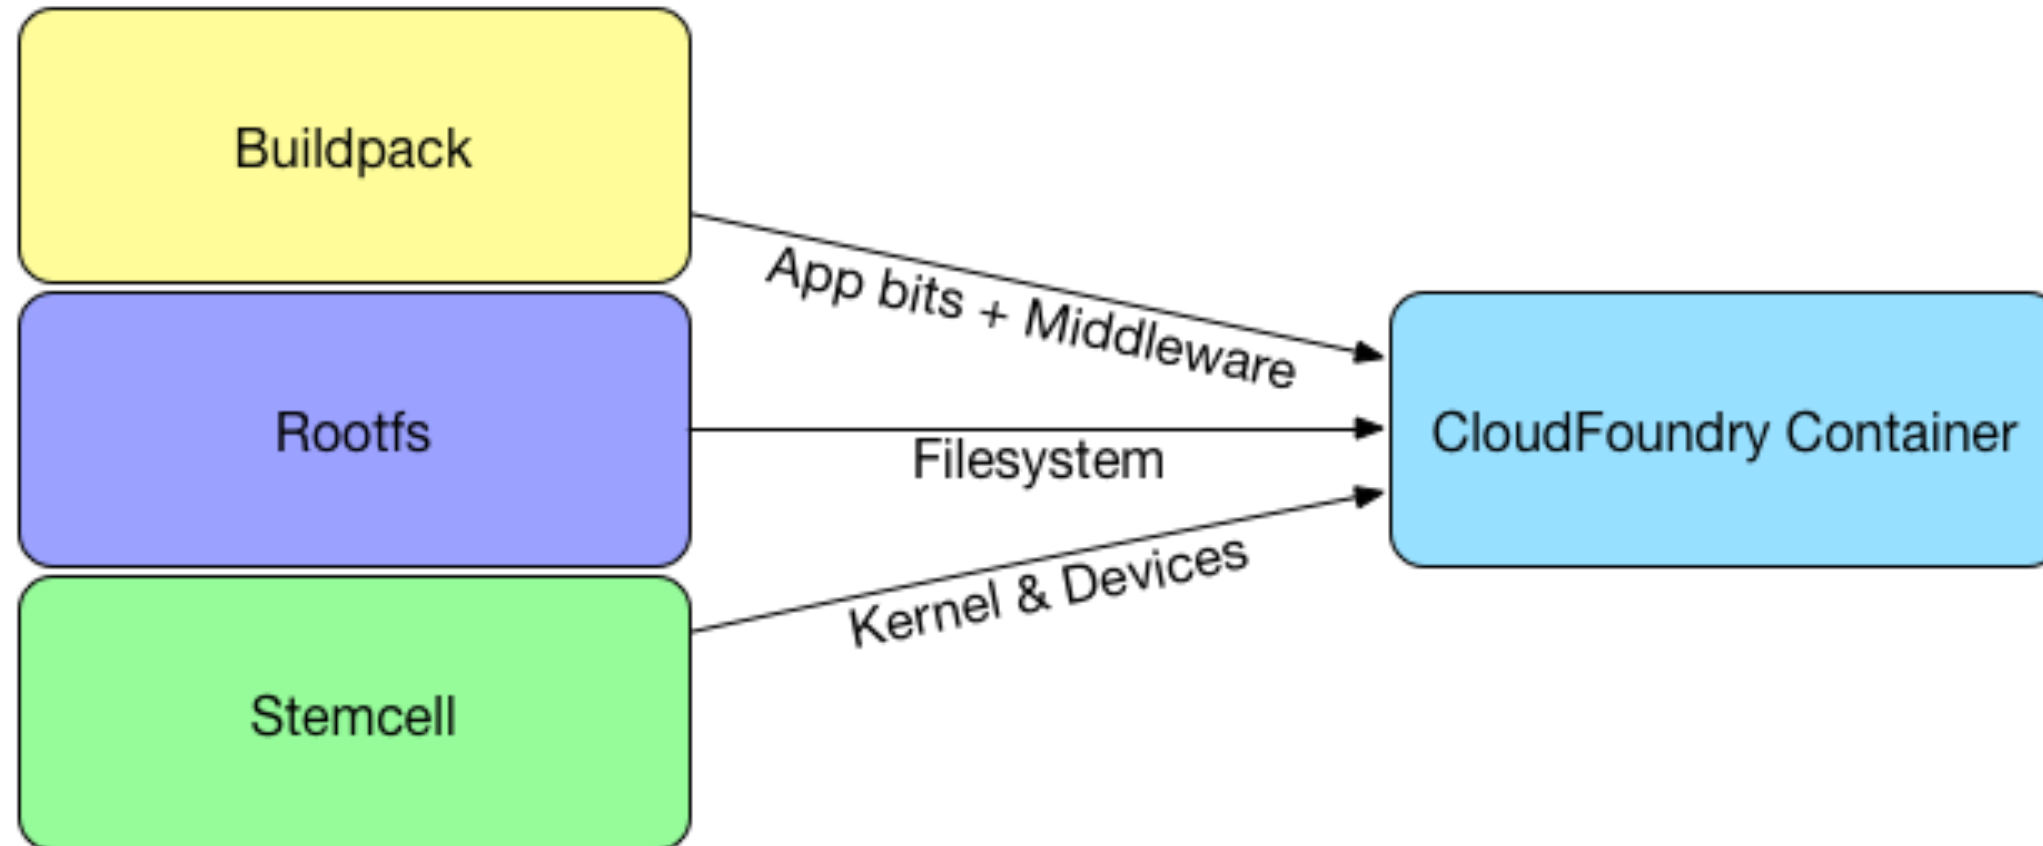 Buildpack
App bits + Middleware
Rootfs
Filesystem
CloudFoundry Container
Kernel & Devices
Stemcell